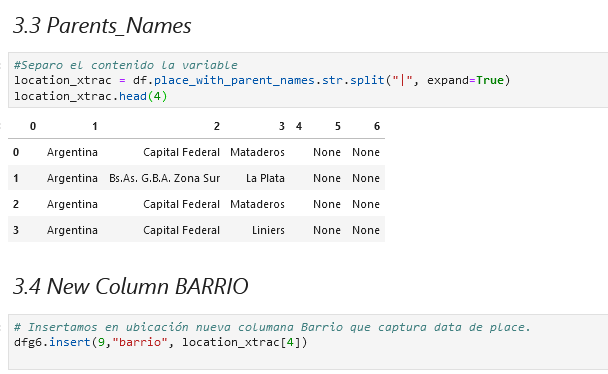 3.3 Parents_Names
#Separo el contenido la variable
location_xtrac = df.place_with_parent_names.str.split("|", expand=True)
location_xtrac.head(4)
0 1 2 3 4 5 6
0 Argentina Capital Federal Mataderos None None
1 Argentina Bs.As. G.B.A. Zona Sur La Plata None None
2 Argentina Capital Federal Mataderos None None
3 Argentina Capital Federal Liniers None None
3.4 New Column BARRIO
# Insertamos en ubicación nueva columana Barrio que captura data de place.
dfg6.insert(9,"barrio", location_xtrac[4])